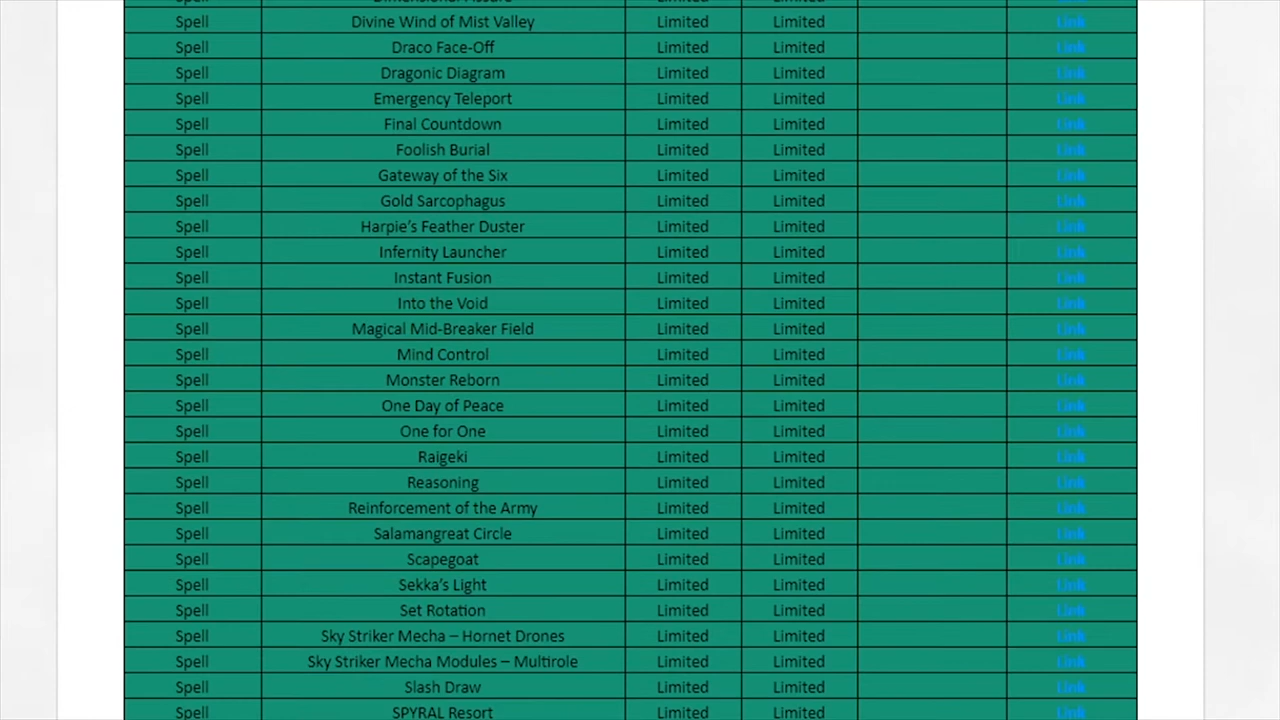 Spell Divine Wind of Mist Valley Limited Limited Link
Spell Draco Face-Off Limited Limited Link
Spell Dragonic Diagram Limited Limited Link
Spell Emergency Teleport Limited Limited Link
Spell Final Countdown Limited Limited Link
Spell Foolish Burial Limited Limited Link
Spell Gateway of the Six Limited Limited Link
Spell Gold Sarcophagus Limited Limited Link
Spell Harpie’s Feather Duster Limited Limited Link
Spell Infernity Launcher Limited Limited Link
Spell Instant Fusion Limited Limited Link
Spell Into the Void Limited Limited Link
Spell Magical Mid-Breaker Field Limited Limited Link
Spell Mind Control Limited Limited Link
Spell Monster Reborn Limited Limited Link
Spell One Day of Peace Limited Limited Link
Spell One for One Limited Limited Link
Spell Raigeki Limited Limited Link
Spell Reasoning Limited Limited Link
Spell Reinforcement of the Army Limited Limited Link
Spell Salamangreat Circle Limited Limited Link
Spell Scapegoat Limited Limited Link
Spell Sekka’s Light Limited Limited Link
Spell Set Rotation Limited Limited Link
Spell Sky Striker Mecha – Hornet Drones Limited Limited Link
Spell Sky Striker Mecha Modules – Multirole Limited Limited Link
Spell Slash Draw Limited Limited Link
Spell SPYRAL Resort Limited Limited Link